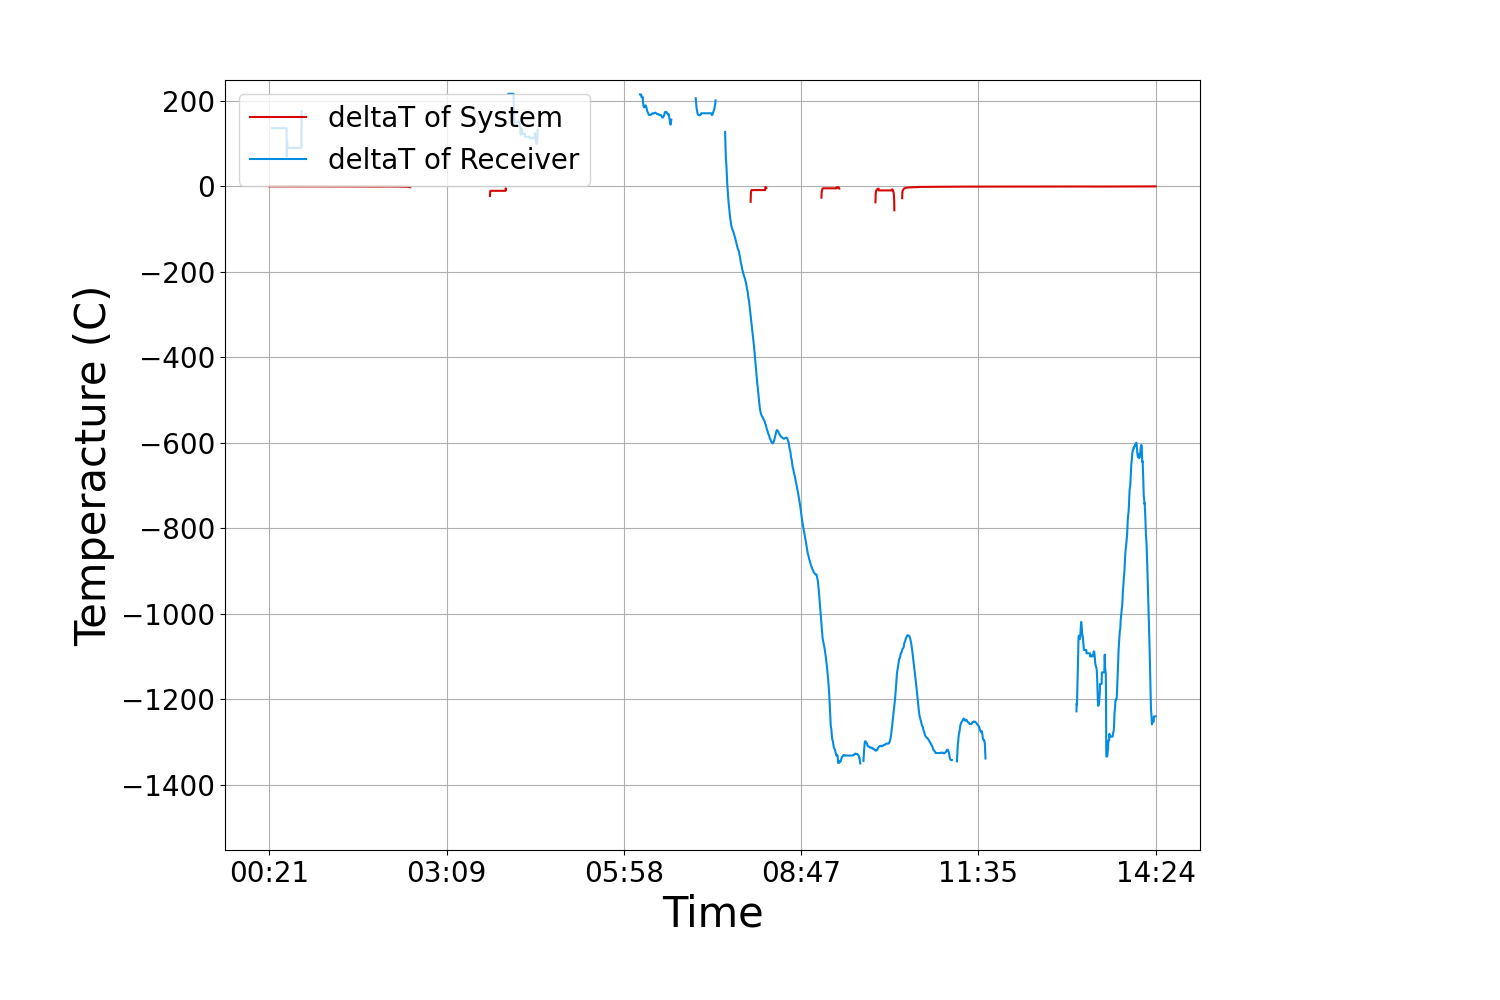 deltaT of System
deltaT of Receiver
200
0
−200
−400
−600
−800
−1000
−1200
−1400
Temperacture (C)
00:21 03:09 05:58 08:47 11:35 14:24
Time